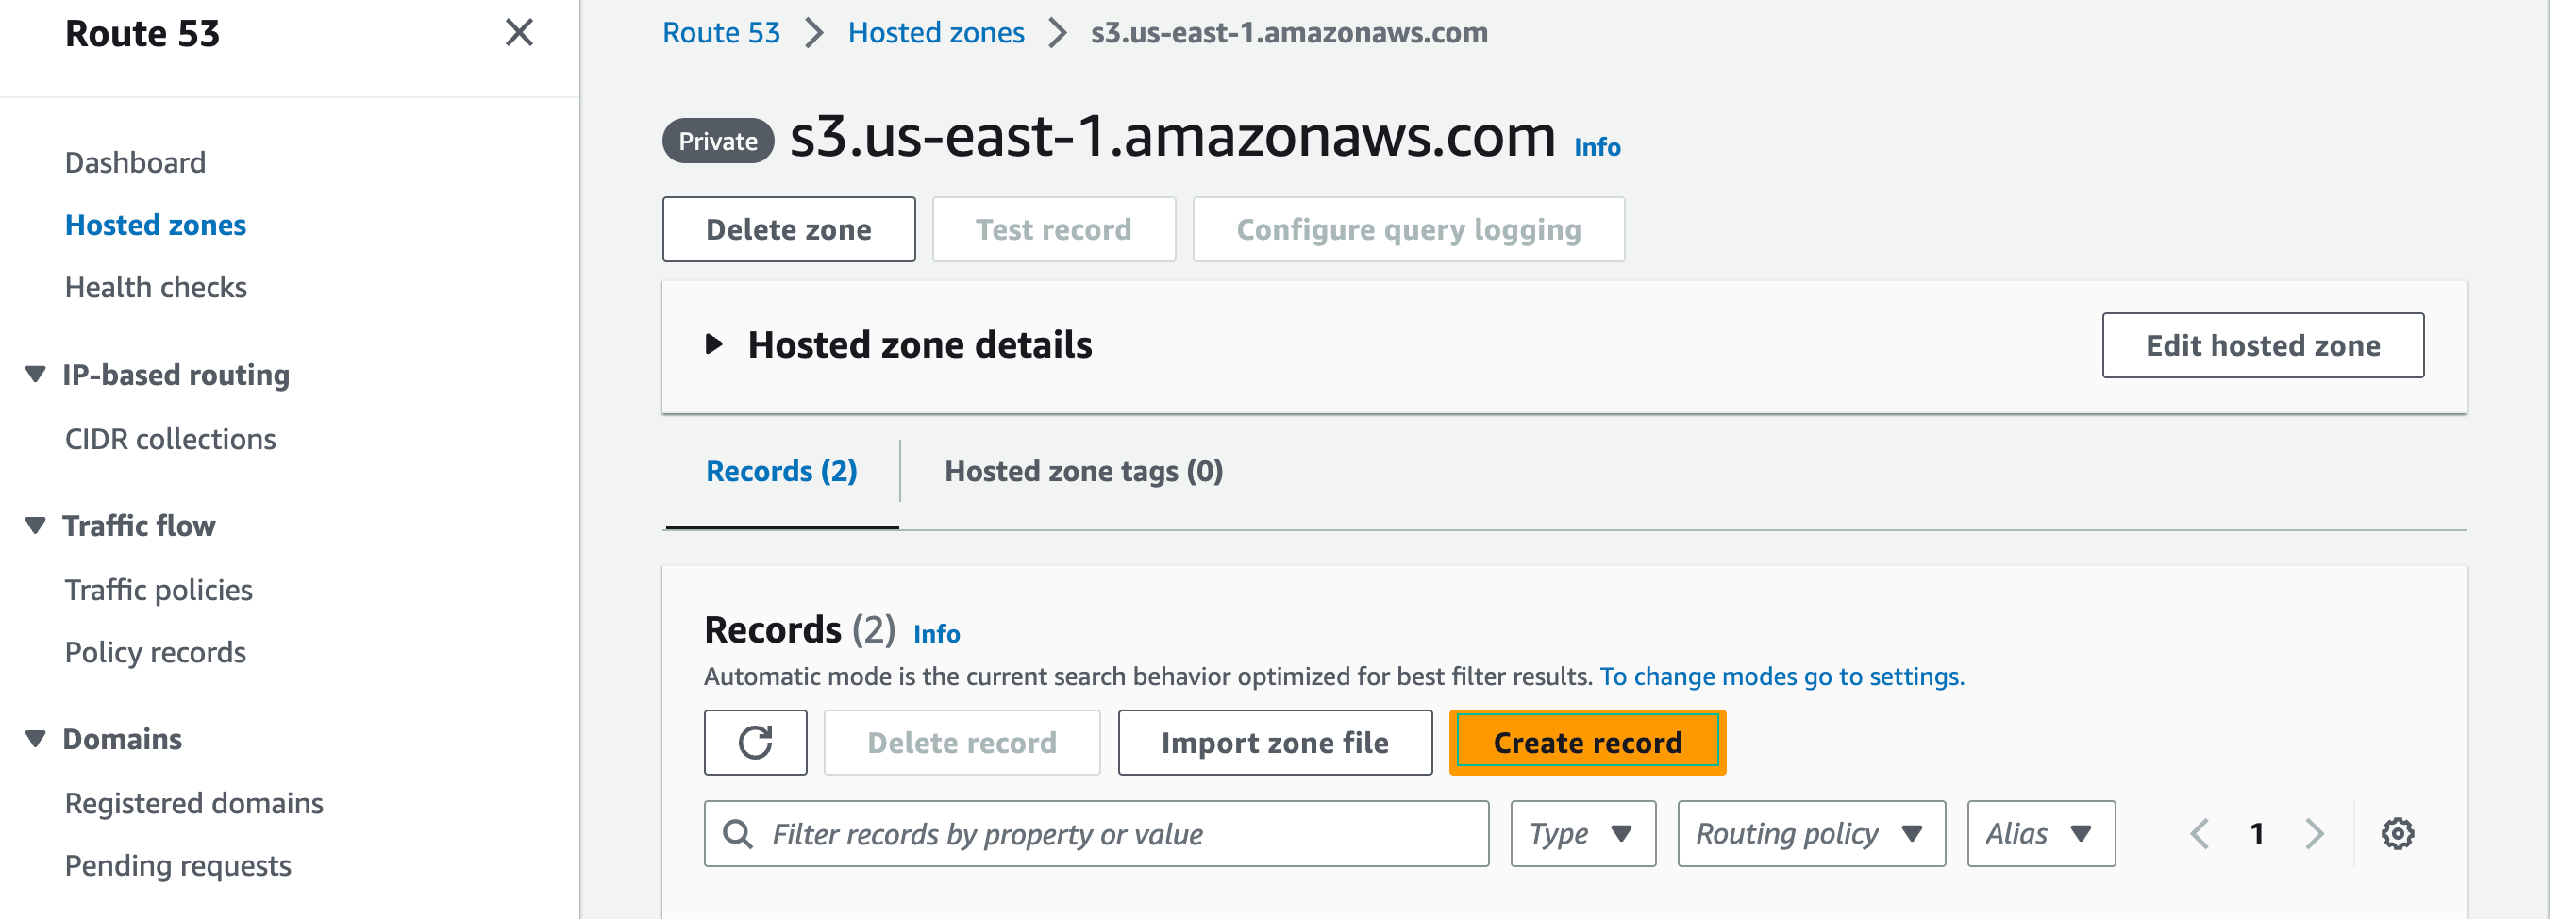 Route 53
Dashboard
Hosted zones
Health checks
IP-based routing
CIDR collections
Traffic flow
Traffic policies
Policy records
Domains
Registered domains
Pending requests
Route 53 Hosted zones s3.us-east-1.amazonaws.com
Private s3.us-east-1.amazonaws.com Info
Delete zone Test record Configure query logging
Hosted zone details Edit hosted zone
Records (2) Hosted zone tags (0)
Records (2) Info
Automatic mode is the current search behavior optimized for best filter results. To change modes go to settings.
Delete record Import zone file Create record
Filter records by property or value Type Routing policy Alias 1